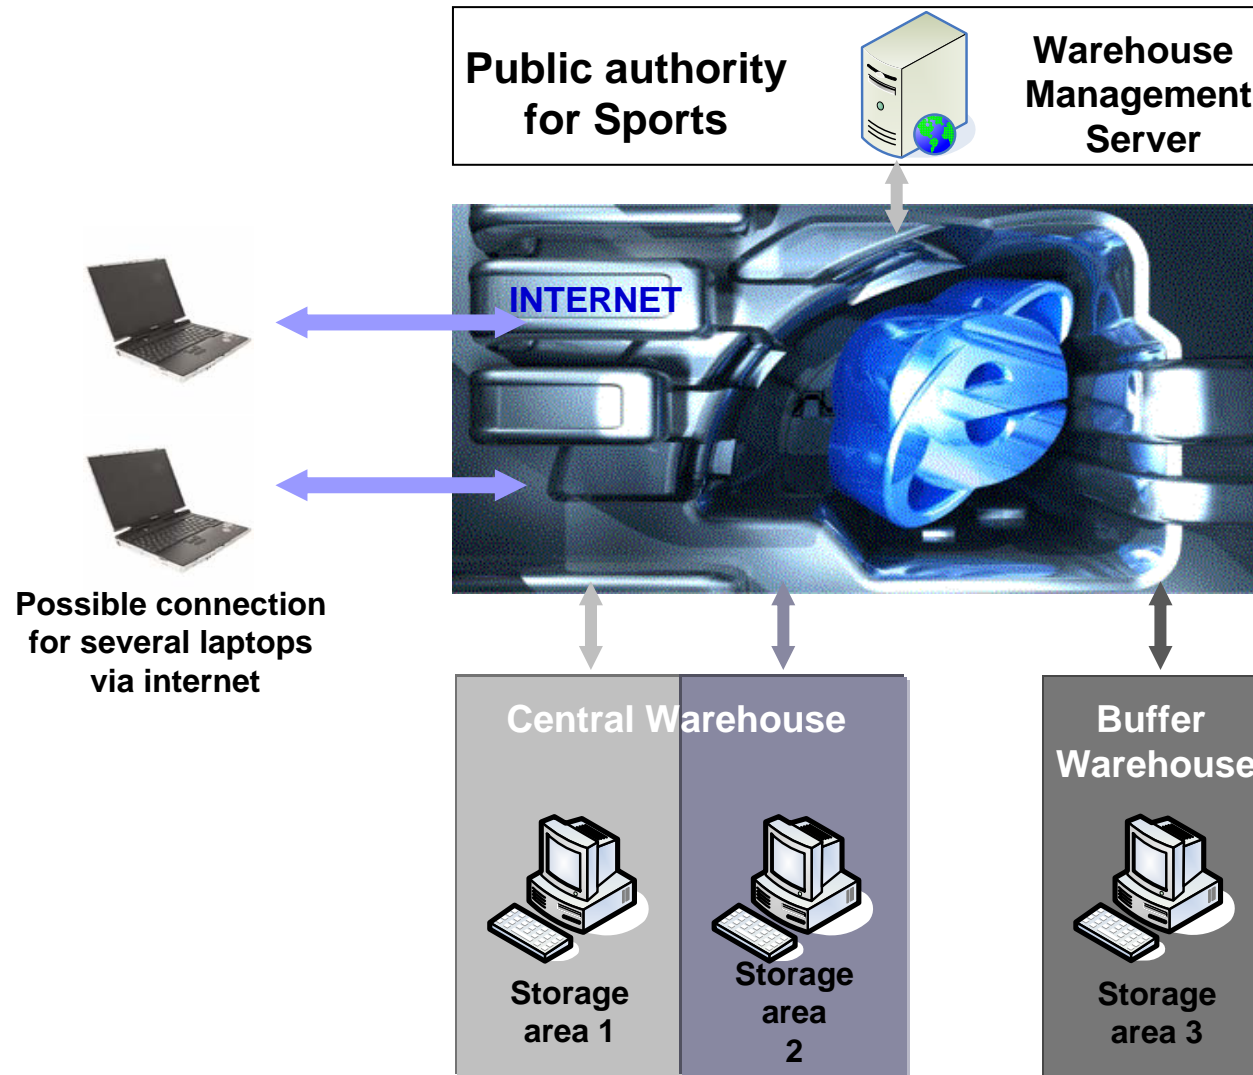 Public authority
for Sports
Warehouse
Management
Server
INTERNET
Possible connection
for several laptops
via internet
Central Warehouse
Buffer
Warehouse
Storage
area 1
Storage
area
2
Storage
area 3